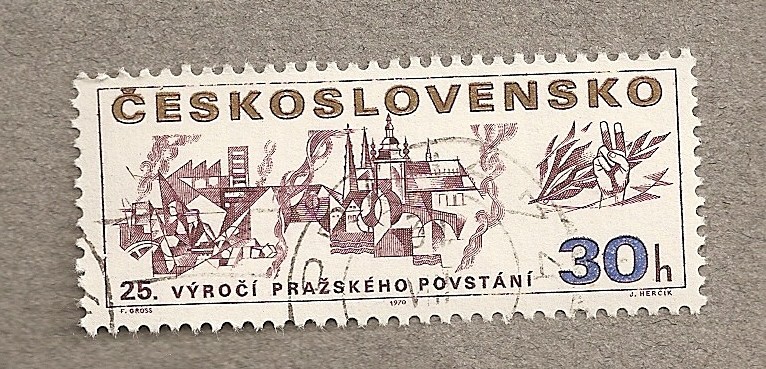 ČESKOSLOVENSKO
30h
25. VÝROČÍ PRAŽSKÉHO POVSTÁNÍ
F. GROSS 1970 J. HERČÍK